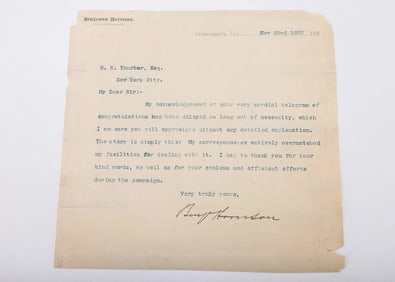 Benjamin Harrison.
Indianapolis, Ind. Nov 23rd 1888 188
H. K. Thurber, Esq.
New York City.
My Dear Sir:-
My acknowledgement of your very cordial telegram of
congratulations has been delayed so long out of necessity, which
I am sure you will appreciate without any detailed explanation.
The story is simply this: My correspondence entirely overmatched
my facilities for dealing with it. I beg to thank you for your
kind words, as well as for your zealous and efficient efforts
during the campaign.
Very truly yours,
Benj Harrison